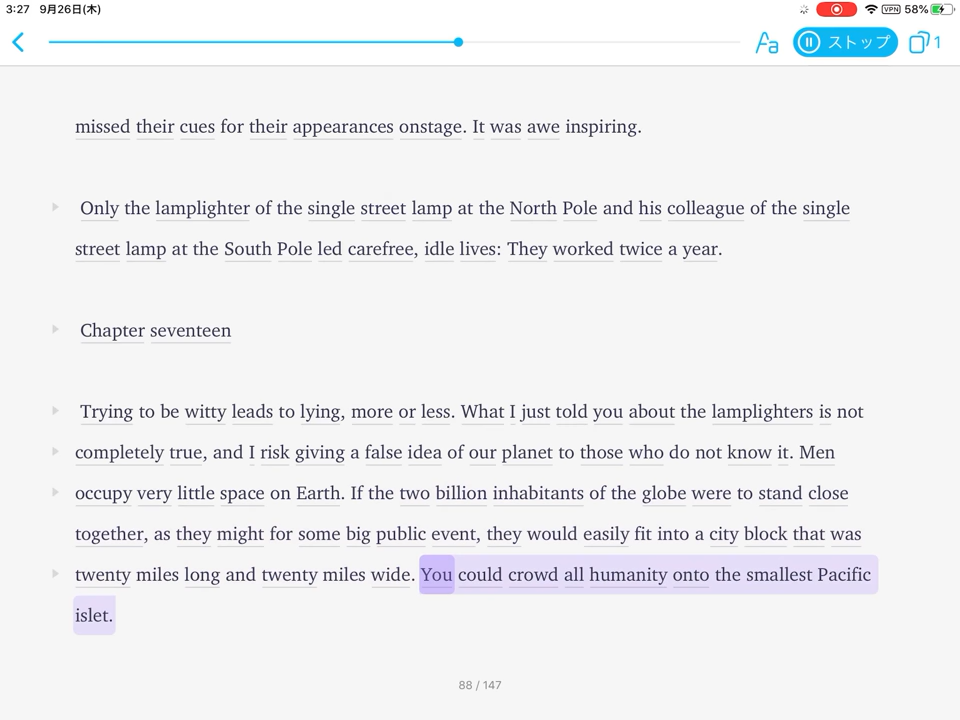 3:27 9月26日(木) VPN 58%
Aa ストップ 1
missed their cues for their appearances onstage. It was awe inspiring.
Only the lamplighter of the single street lamp at the North Pole and his colleague of the single
street lamp at the South Pole led carefree, idle lives: They worked twice a year.
Chapter seventeen
Trying to be witty leads to lying, more or less. What I just told you about the lamplighters is not
completely true, and I risk giving a false idea of our planet to those who do not know it. Men
occupy very little space on Earth. If the two billion inhabitants of the globe were to stand close
together, as they might for some big public event, they would easily fit into a city block that was
twenty miles long and twenty miles wide. You could crowd all humanity onto the smallest Pacific
islet.
88 / 147